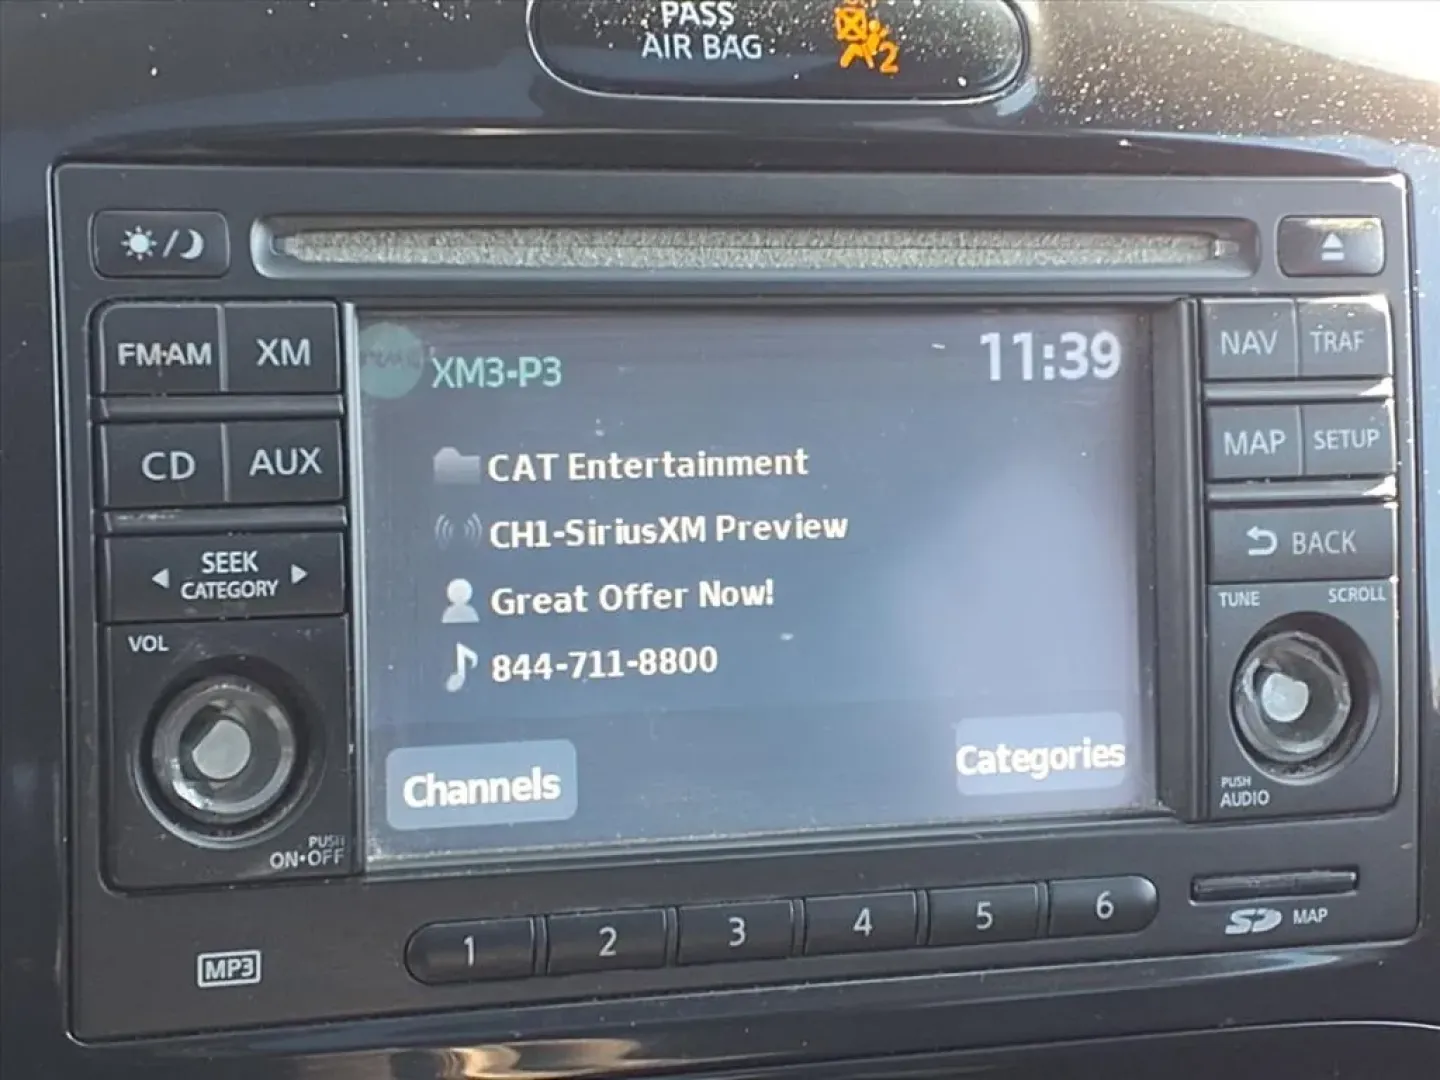 PASS
AIR BAG
2
FM·AM
XM
CD
AUX
SEEK
CATEGORY
VOL
PUSH
ON•OFF
MP3
XM3-P3
11:39
CAT Entertainment
CH1-SiriusXM Preview
Great Offer Now!
844-711-8800
Channels
Categories
NAV
TRAF
MAP
SETUP
BACK
TUNE
SCROLL
PUSH
AUDIO
1
2
3
4
5
6
SD MAP